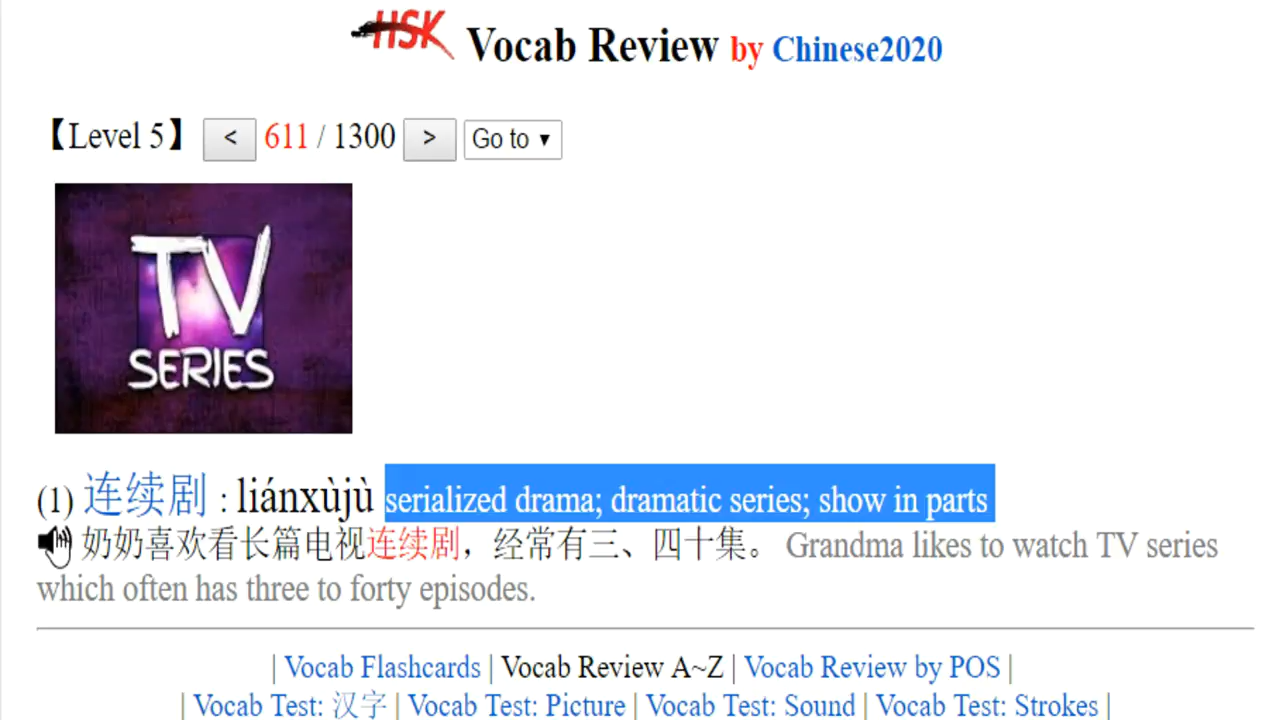 HSK Vocab Review by Chinese2020
【Level 5】 < 611 / 1300 > Go to ▼
TV
SERIES
(1) 连续剧 : liánxùjù serialized drama; dramatic series; show in parts
奶奶喜欢看长篇电视连续剧，经常有三、四十集。 Grandma likes to watch TV series
which often has three to forty episodes.
| Vocab Flashcards | Vocab Review A~Z | Vocab Review by POS |
| Vocab Test: 汉字 | Vocab Test: Picture | Vocab Test: Sound | Vocab Test: Strokes |